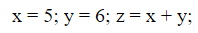 x = 5; y = 6; z = x + y;